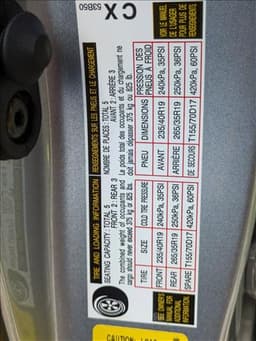 TIRE AND LOADING INFORMATION
SEATING CAPACITY: TOTAL 5
FRONT 2: REAR 3
The combined weight of occupants and
cargo should never exceed 375 kg or 825 lbs.
TIRE SIZE COLD TIRE PRESSURE
FRONT 235/40R19 240kPa, 35PSI
REAR 265/35R19 250kPa, 36PSI
SPARE T155/70D17 420kPa, 60PSI
SEE OWNER'S
MANUAL FOR
ADDITIONAL
INFORMATION
RENSEIGNEMENTS SUR LES PNEUS ET LE CHARGEMENT
NOMBRE DE PLACES: TOTAL 5
AVANT 2: ARRIÈRE 3
Le poids total des occupants et du chargement ne
doit jamais dépasser 375 kg ou 825 lb.
PNEU DIMENSIONS PRESSION DES
PNEUS À FROID
AVANT 235/40R19 240kPa, 35PSI
ARRIÈRE 265/35R19 250kPa, 36PSI
DE SECOURS T155/70D17 420kPa, 60PSI
VOIR LE MANUEL
DE L'USAGER
POUR PLUS DE
RENSEIGNEMENTS
53B50
CX
CAUTION: